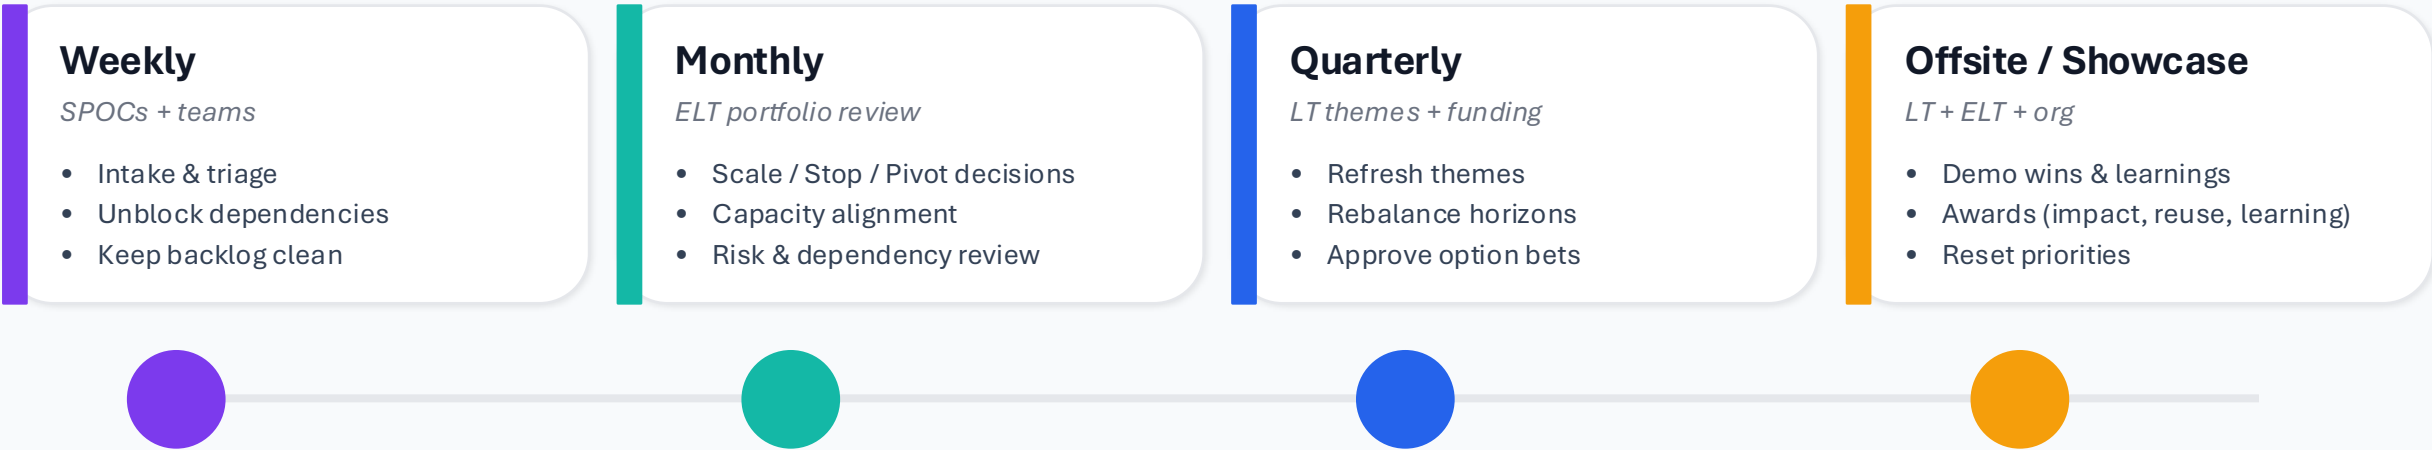 Weekly
SPOCs + teams
• Intake & triage
• Unblock dependencies
• Keep backlog clean
Monthly
ELT portfolio review
• Scale / Stop / Pivot decisions
• Capacity alignment
• Risk & dependency review
Quarterly
LT themes + funding
• Refresh themes
• Rebalance horizons
• Approve option bets
Offsite / Showcase
LT + ELT + org
• Demo wins & learnings
• Awards (impact, reuse, learning)
• Reset priorities